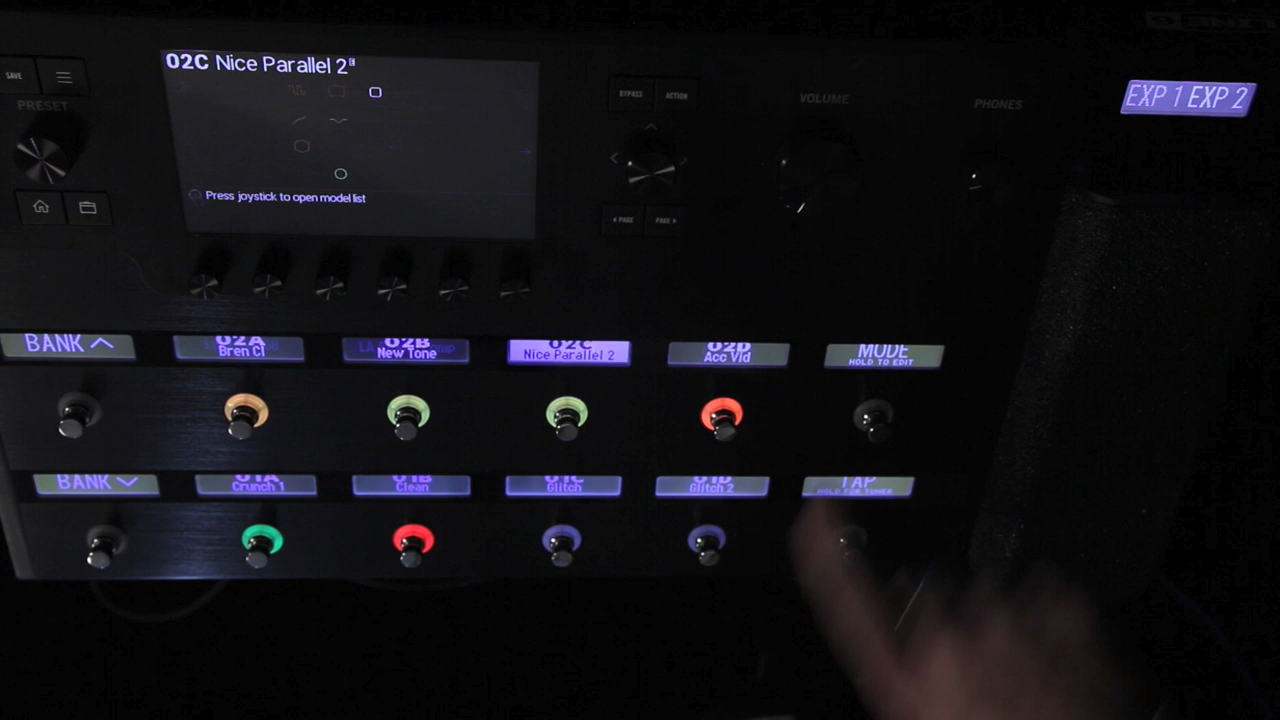 02C Nice Parallel 2
SAVE
PRESET
Press joystick to open model list
BYPASS
ACTION
PAGE
PAGE
VOLUME
PHONES
EXP 1 EXP 2
BANK
02A
Bren Cl
02B
New Tone
02C
Nice Parallel 2
02D
Acc Vld
MODE
HOLD TO EDIT
BANK
01A
Crunch 1
01B
Clean
01C
Glitch
01D
Glitch 2
TAP
HOLD FOR TUNER